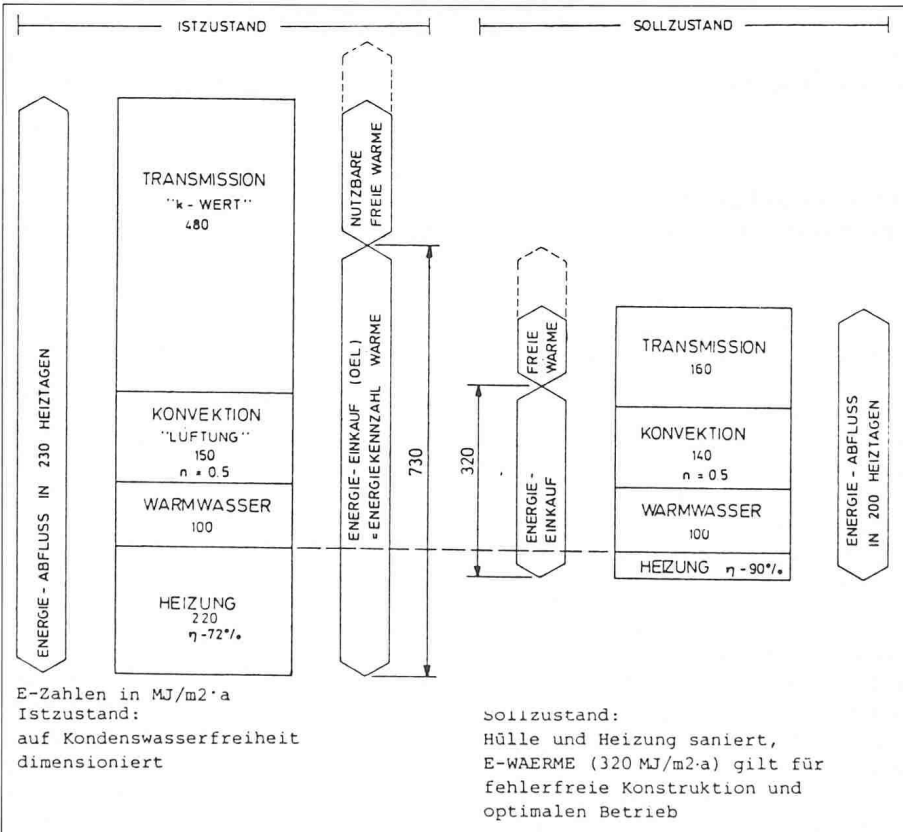 ISTZUSTAND
SOLLZUSTAND
ENERGIE - ABFLUSS IN 230 HEIZTAGEN
TRANSMISSION
"k - WERT"
480
KONVEKTION
"LÜFTUNG"
150
n = 0.5
WARMWASSER
100
HEIZUNG
220
η -72%
NUTZBARE
FREIE WÄRME
ENERGIE-EINKAUF (OEL)
= ENERGIEKENNZAHL WÄRME
730
320
FREIE
WÄRME
ENERGIE-
EINKAUF
TRANSMISSION
160
KONVEKTION
140
n = 0.5
WARMWASSER
100
HEIZUNG η -90%
ENERGIE - ABFLUSS
IN 200 HEIZTAGEN
E-Zahlen in MJ/m2·a
Istzustand:
auf Kondenswasserfreiheit
dimensioniert
Sollzustand:
Hülle und Heizung saniert,
E-WAERME (320 MJ/m2·a) gilt für
fehlerfreie Konstruktion und
optimalen Betrieb